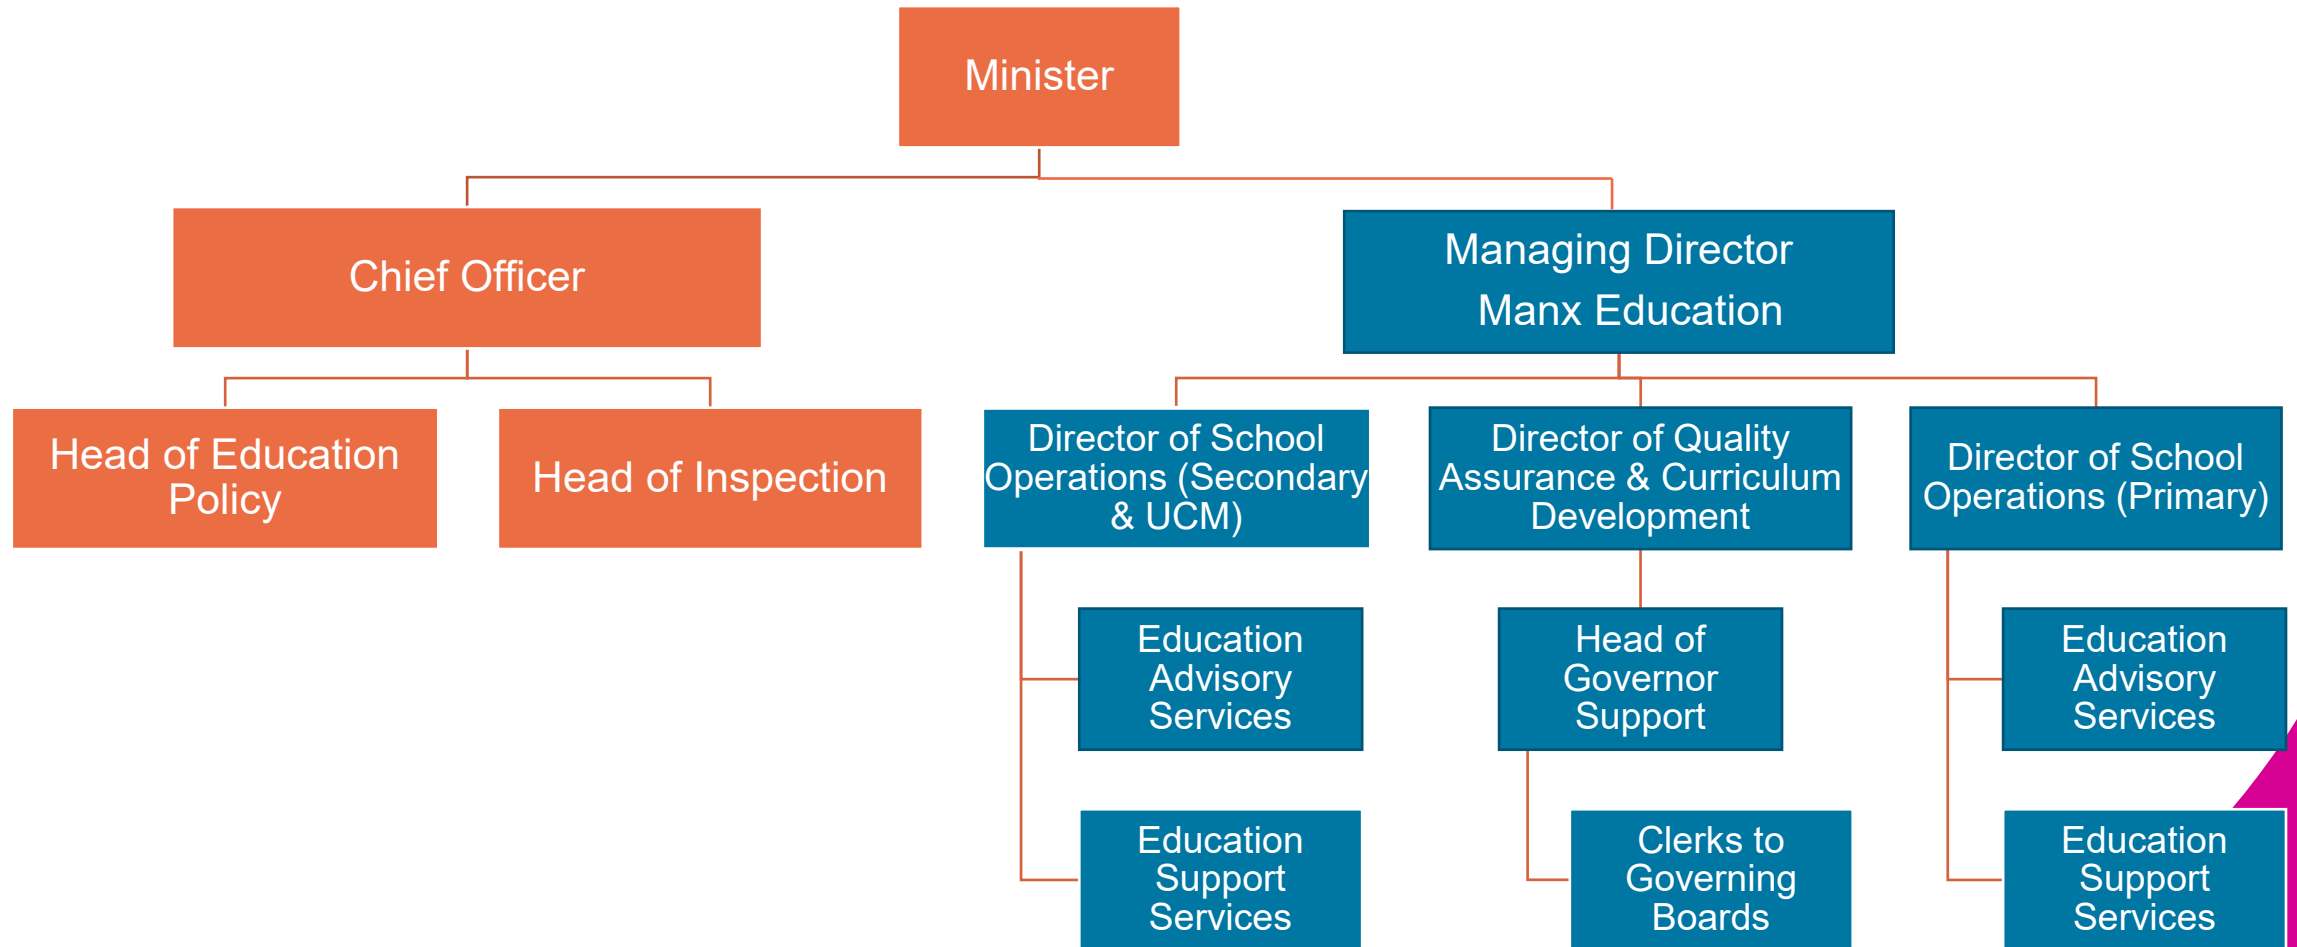 Minister
Chief Officer
Managing Director
Manx Education
Head of Education
Policy
Head of Inspection
Director of School
Operations (Secondary
& UCM)
Director of Quality
Assurance & Curriculum
Development
Director of School
Operations (Primary)
Education
Advisory
Services
Head of
Governor
Support
Education
Advisory
Services
Education
Support
Services
Clerks to
Governing
Boards
Education
Support
Services